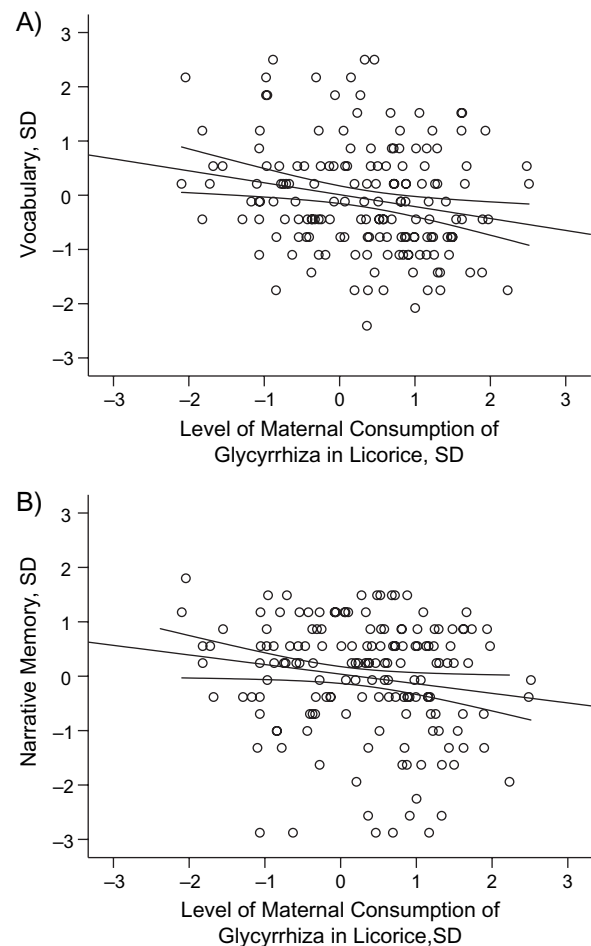 A)
3
2
1
0
–1
–2
–3
Vocabulary, SD
–3 –2 –1 0 1 2 3
Level of Maternal Consumption of
Glycyrrhiza in Licorice, SD
B)
3
2
1
0
–1
–2
–3
Narrative Memory, SD
–3 –2 –1 0 1 2 3
Level of Maternal Consumption of
Glycyrrhiza in Licorice,SD